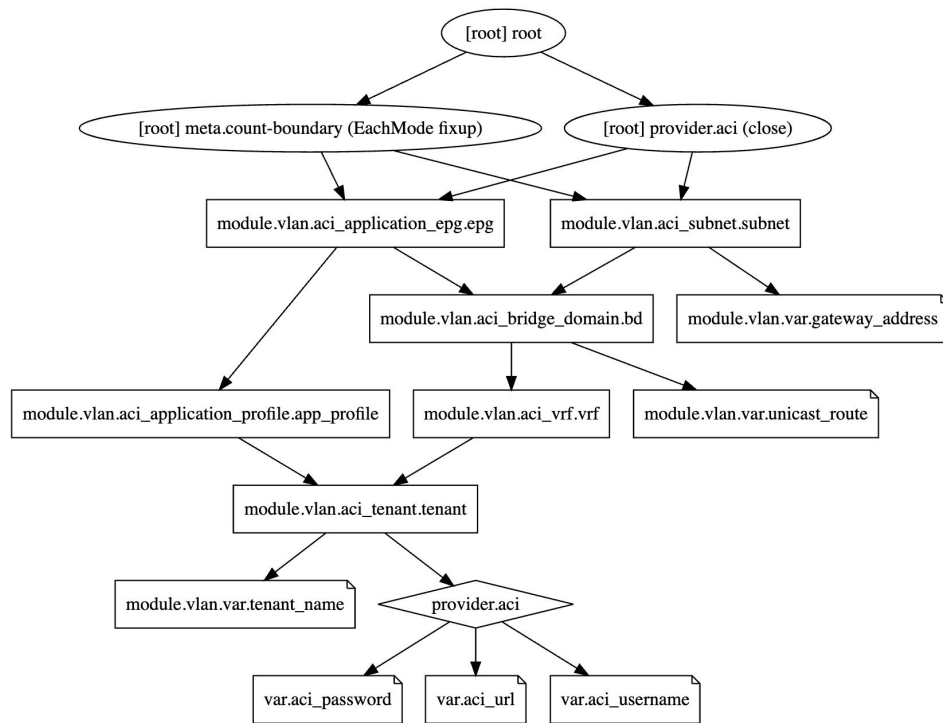 [root] root
[root] meta.count-boundary (EachMode fixup)
[root] provider.aci (close)
module.vlan.aci_application_epg.epg
module.vlan.aci_subnet.subnet
module.vlan.aci_bridge_domain.bd
module.vlan.var.gateway_address
module.vlan.aci_application_profile.app_profile
module.vlan.aci_vrf.vrf
module.vlan.var.unicast_route
module.vlan.aci_tenant.tenant
module.vlan.var.tenant_name
provider.aci
var.aci_password
var.aci_url
var.aci_username